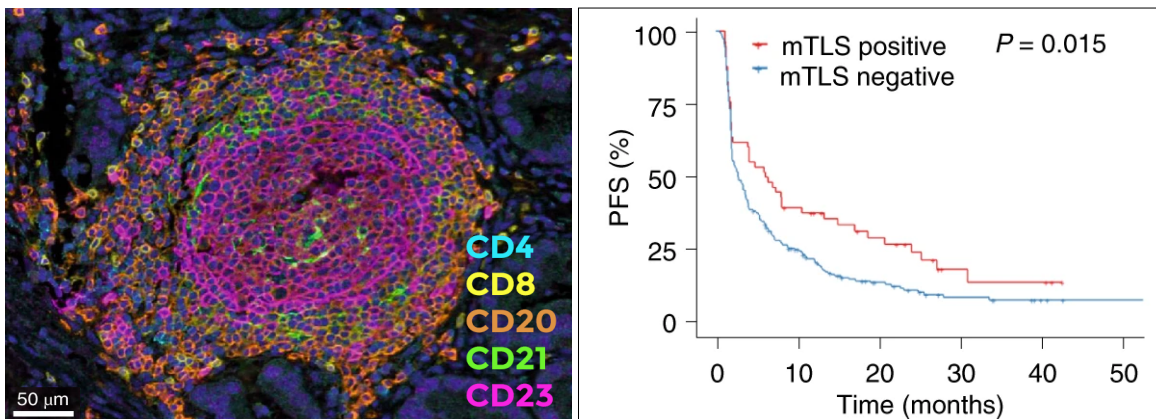 CD4
CD8
CD20
CD21
CD23
50 μm
mTLS positive
mTLS negative
P = 0.015
PFS (%)
100
75
50
25
0
0 10 20 30 40 50
Time (months)